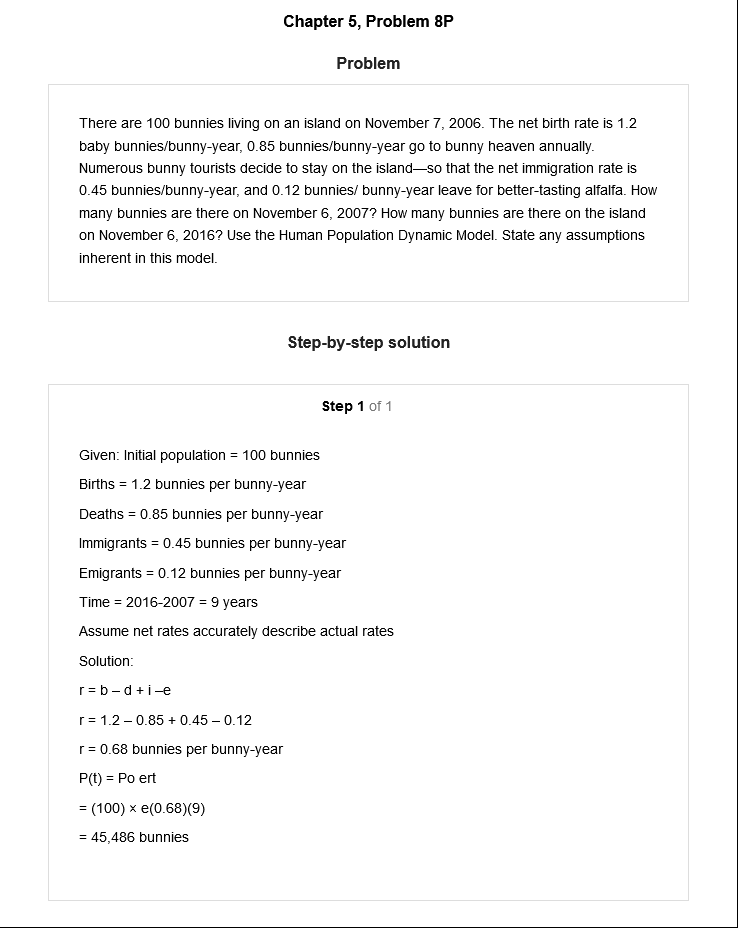 Chapter 5, Problem 8P
Problem
There are 100 bunnies living on an island on November 7, 2006. The net birth rate is 1.2
baby bunnies/bunny-year, 0.85 bunnies/bunny-year go to bunny heaven annually.
Numerous bunny tourists decide to stay on the island—so that the net immigration rate is
0.45 bunnies/bunny-year, and 0.12 bunnies/ bunny-year leave for better-tasting alfalfa. How
many bunnies are there on November 6, 2007? How many bunnies are there on the island
on November 6, 2016? Use the Human Population Dynamic Model. State any assumptions
inherent in this model.
Step-by-step solution
Step 1 of 1
Given: Initial population = 100 bunnies
Births = 1.2 bunnies per bunny-year
Deaths = 0.85 bunnies per bunny-year
Immigrants = 0.45 bunnies per bunny-year
Emigrants = 0.12 bunnies per bunny-year
Time = 2016-2007 = 9 years
Assume net rates accurately describe actual rates
Solution:
r = b – d + i –e
r = 1.2 – 0.85 + 0.45 – 0.12
r = 0.68 bunnies per bunny-year
P(t) = Po ert
= (100) × e(0.68)(9)
= 45,486 bunnies